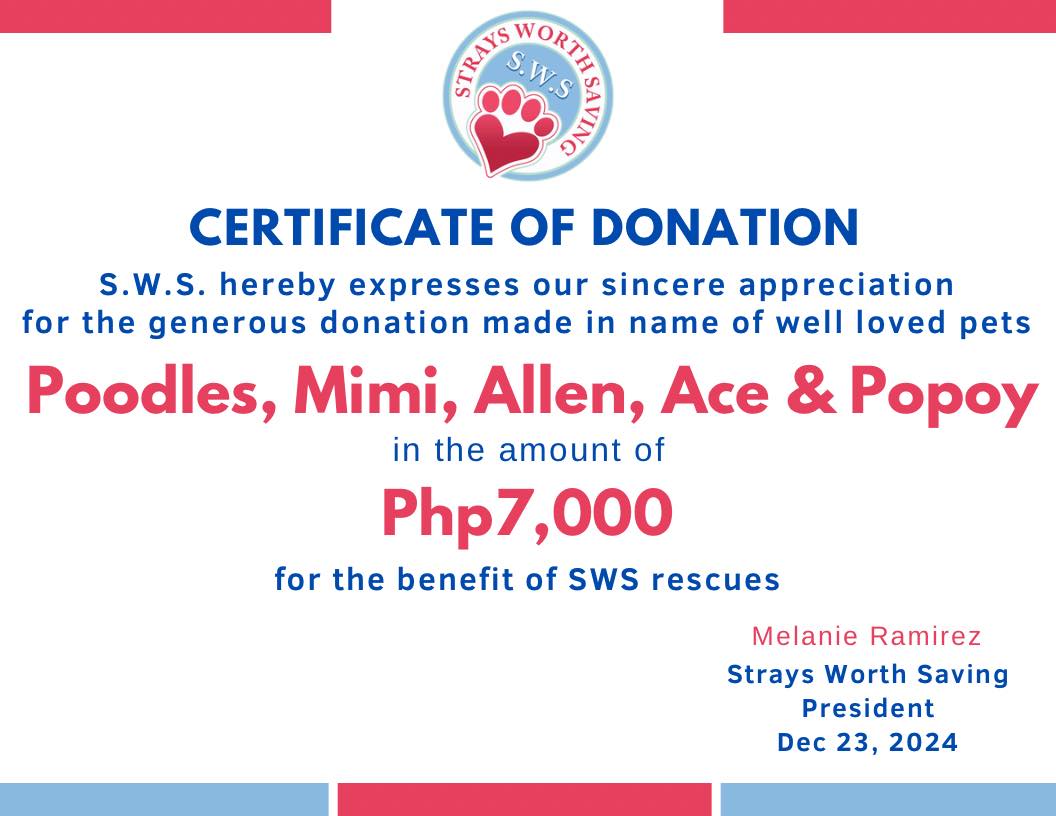 STRAYS WORTH SAVING
S.W.S
CERTIFICATE OF DONATION
S.W.S. hereby expresses our sincere appreciation
for the generous donation made in name of well loved pets
Poodles, Mimi, Allen, Ace & Popoy
in the amount of
Php7,000
for the benefit of SWS rescues
Melanie Ramirez
Strays Worth Saving
President
Dec 23, 2024